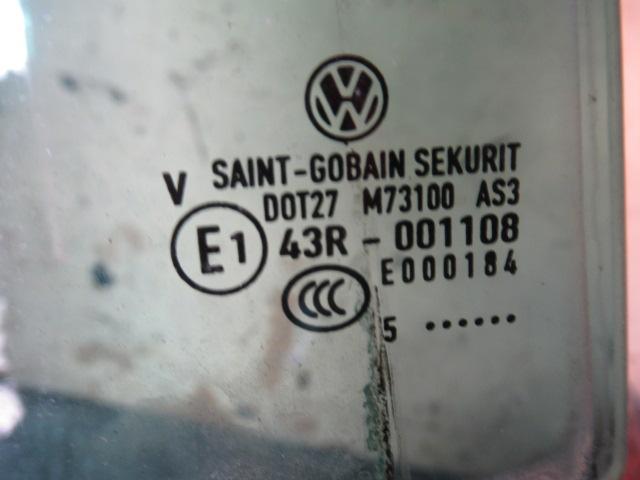 SAINT-GOBAIN SEKURIT
V DOT27 M73100 AS3
E1 43R - 001108
CCC E000184
5 ······